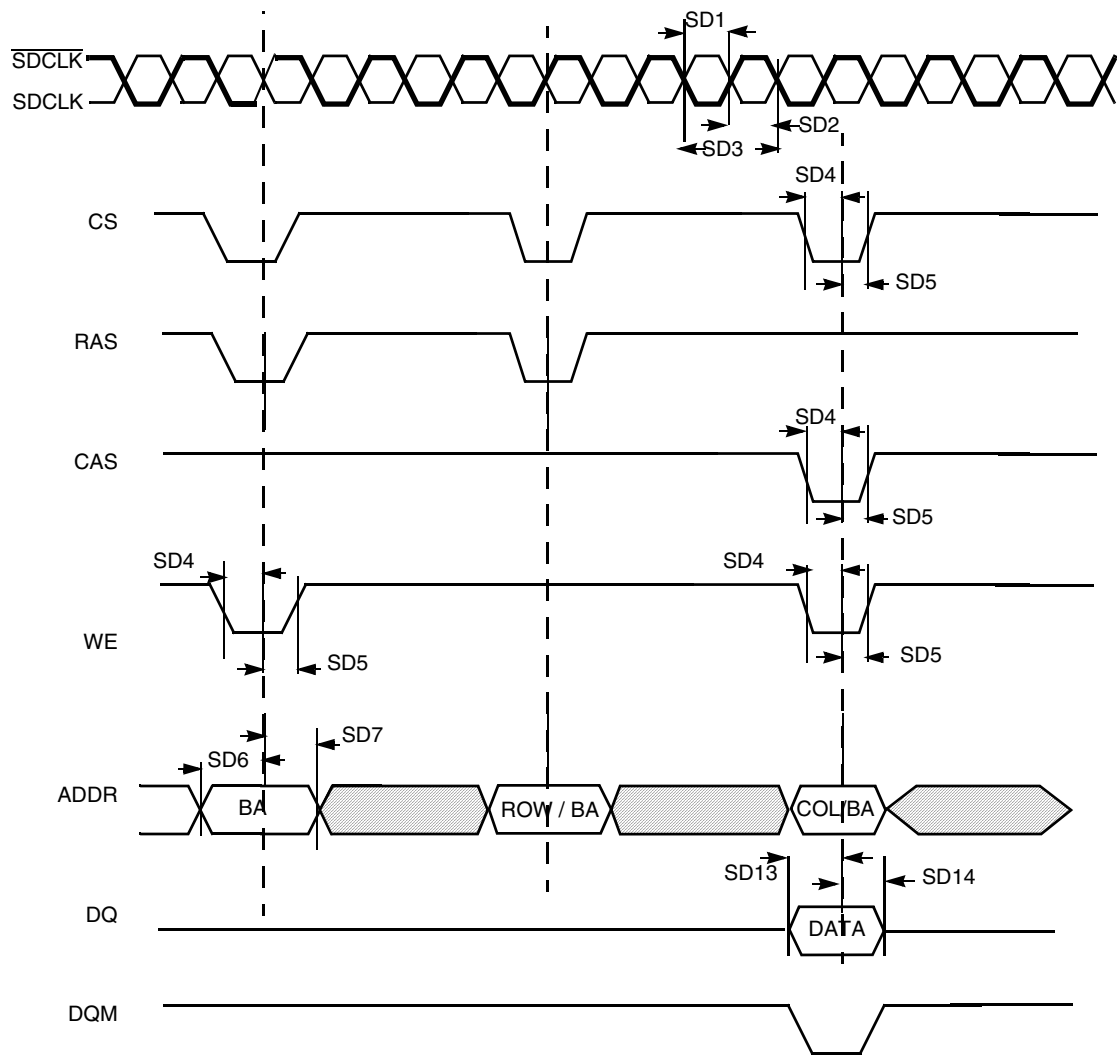 SD1
SDCLK
SDCLK
SD2
SD3
SD4
CS
SD5
RAS
SD4
CAS
SD5
SD4
SD4
WE
SD5
SD5
SD7
SD6
ADDR
BA
ROW / BA
COL/BA
SD13
SD14
DQ
DATA
DQM